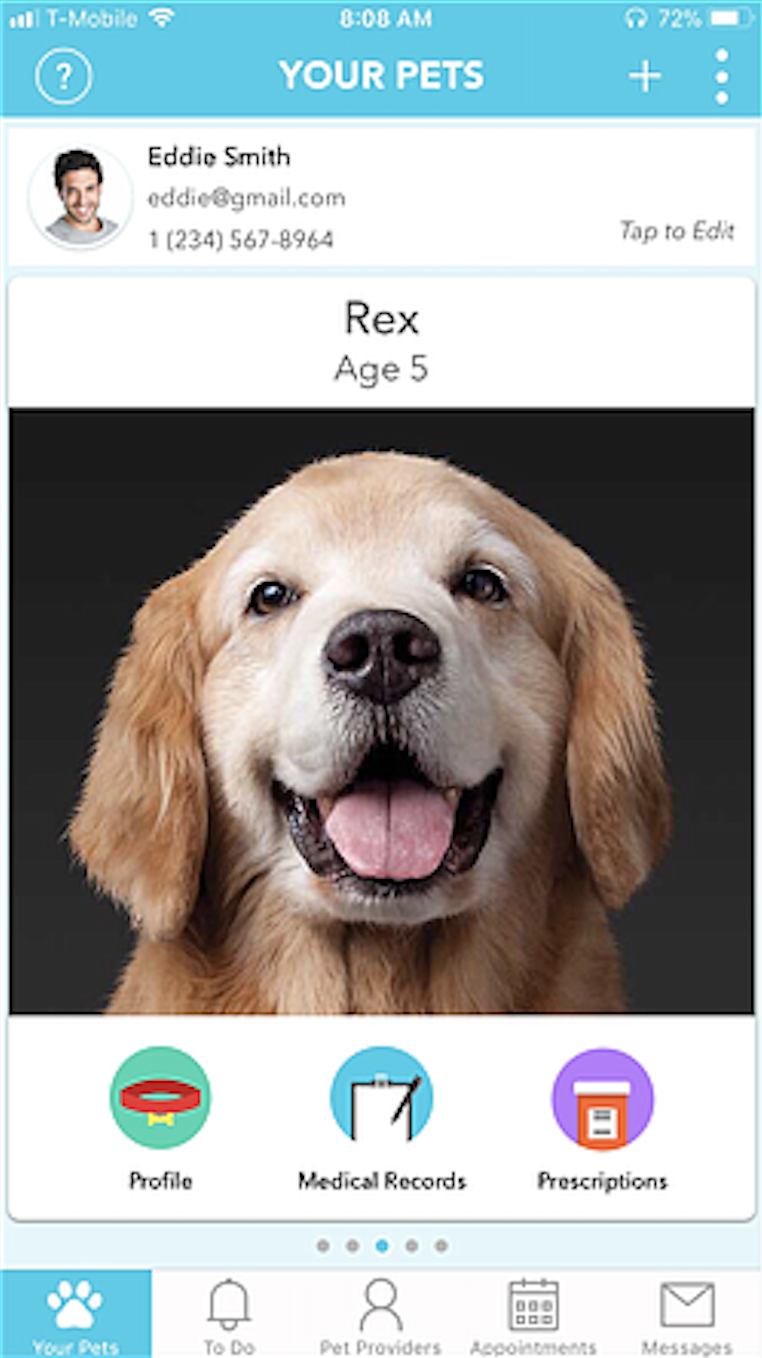 T-Mobile 8:08 AM 72%
? YOUR PETS +
Eddie Smith
eddie@gmail.com
1 (234) 567-8964
Tap to Edit
Rex
Age 5
Profile Medical Records Prescriptions
Your Pets To Do Pet Providers Appointments Messages